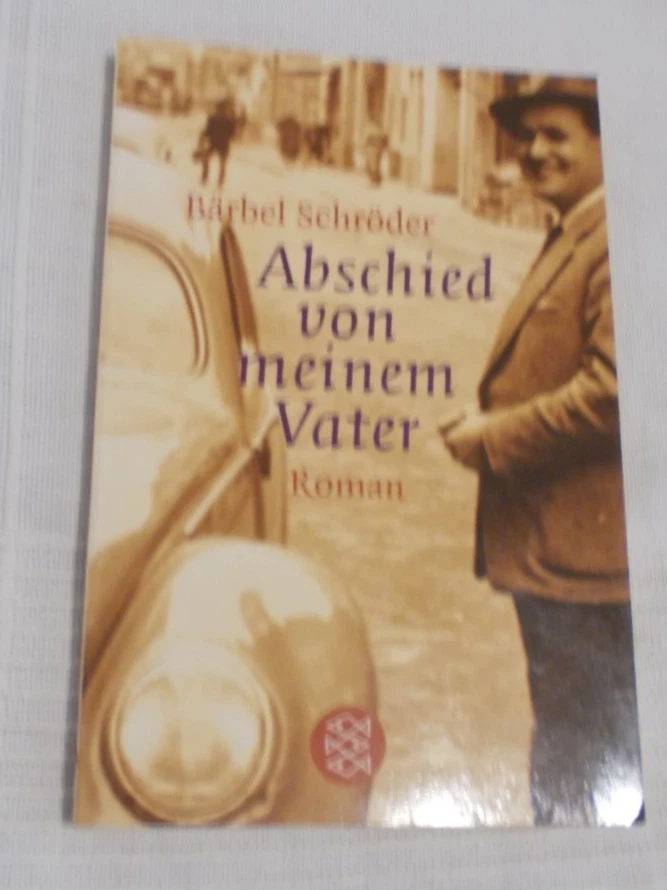 Bärbel Schröder
Abschied
von
meinem
Vater
Roman